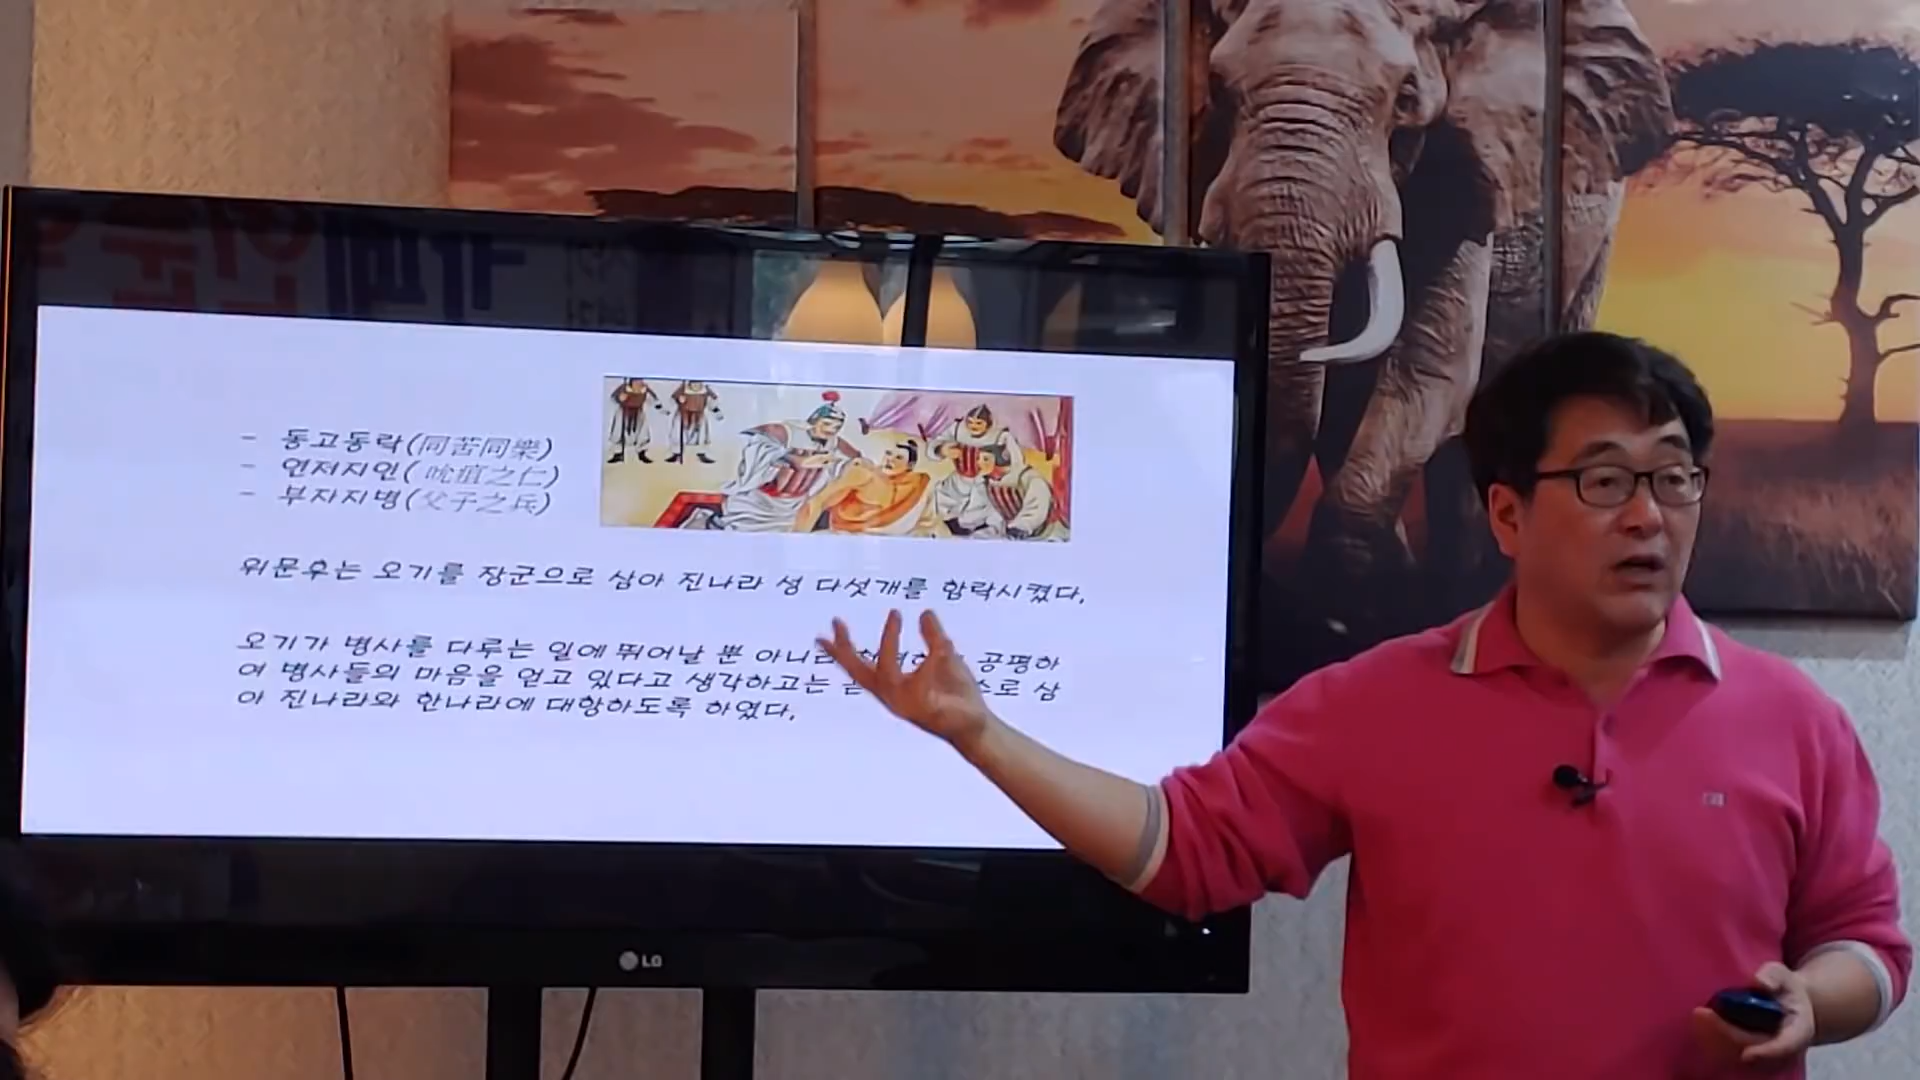 - 동고동락(同苦同樂)
- 연저지인(吮疽之仁)
- 부자지병(父子之兵)
위문후는 오기를 장군으로 삼아 진나라 성 다섯개를 함락시켰다.
오기가 병사를 다루는 일에 뛰어날 뿐 아니라 공평하
여 병사들의 마음을 얻고 있다고 생각하고는 로 삼
아 진나라와 한나라에 대항하도록 하였다.
LG